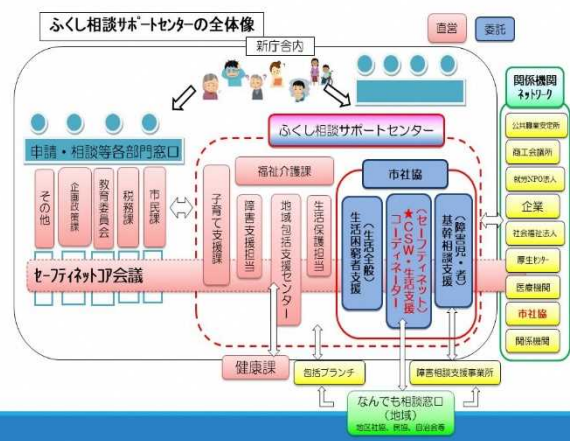 ふくし相談サポートセンターの全体像
直営
委託
新庁舎内
関係機関
ネットワーク
申請・相談等各部門窓口
その他
企画政策課
教育委員会
税務課
市民課
ふくし相談サポートセンター
子育て支援課
福祉介護課
障害支援担当
地域包括支援センター
生活保護担当
市社協
(生活全般)
生活困窮者支援
(セーフティネット)
★CSW・生活支援
コーディネーター
(障害児・者)
基幹相談支援
セーフティネットコア会議
公共職業安定所
商工会議所
就労NPO法人
企業
社会福祉法人
厚生センター
医療機関
市社協
関係機関
健康課
包括ブランチ
障害相談支援事業所
なんでも相談窓口
(地域)
地区社協、民協、自治会等